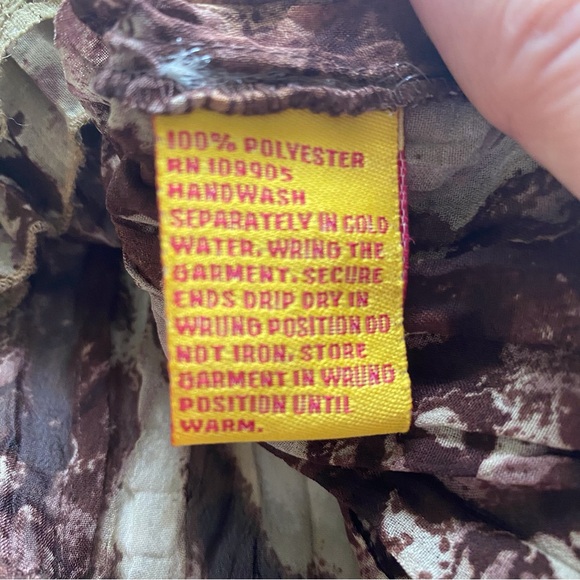 100% POLYESTER
RN 109905
HANDWASH
SEPARATELY IN COLD
WATER, WRING THE
GARMENT. SECURE
ENDS DRIP DRY IN
WRUNG POSITION DO
NOT IRON. STORE
GARMENT IN WRUNG
POSITION UNTIL
WARM.